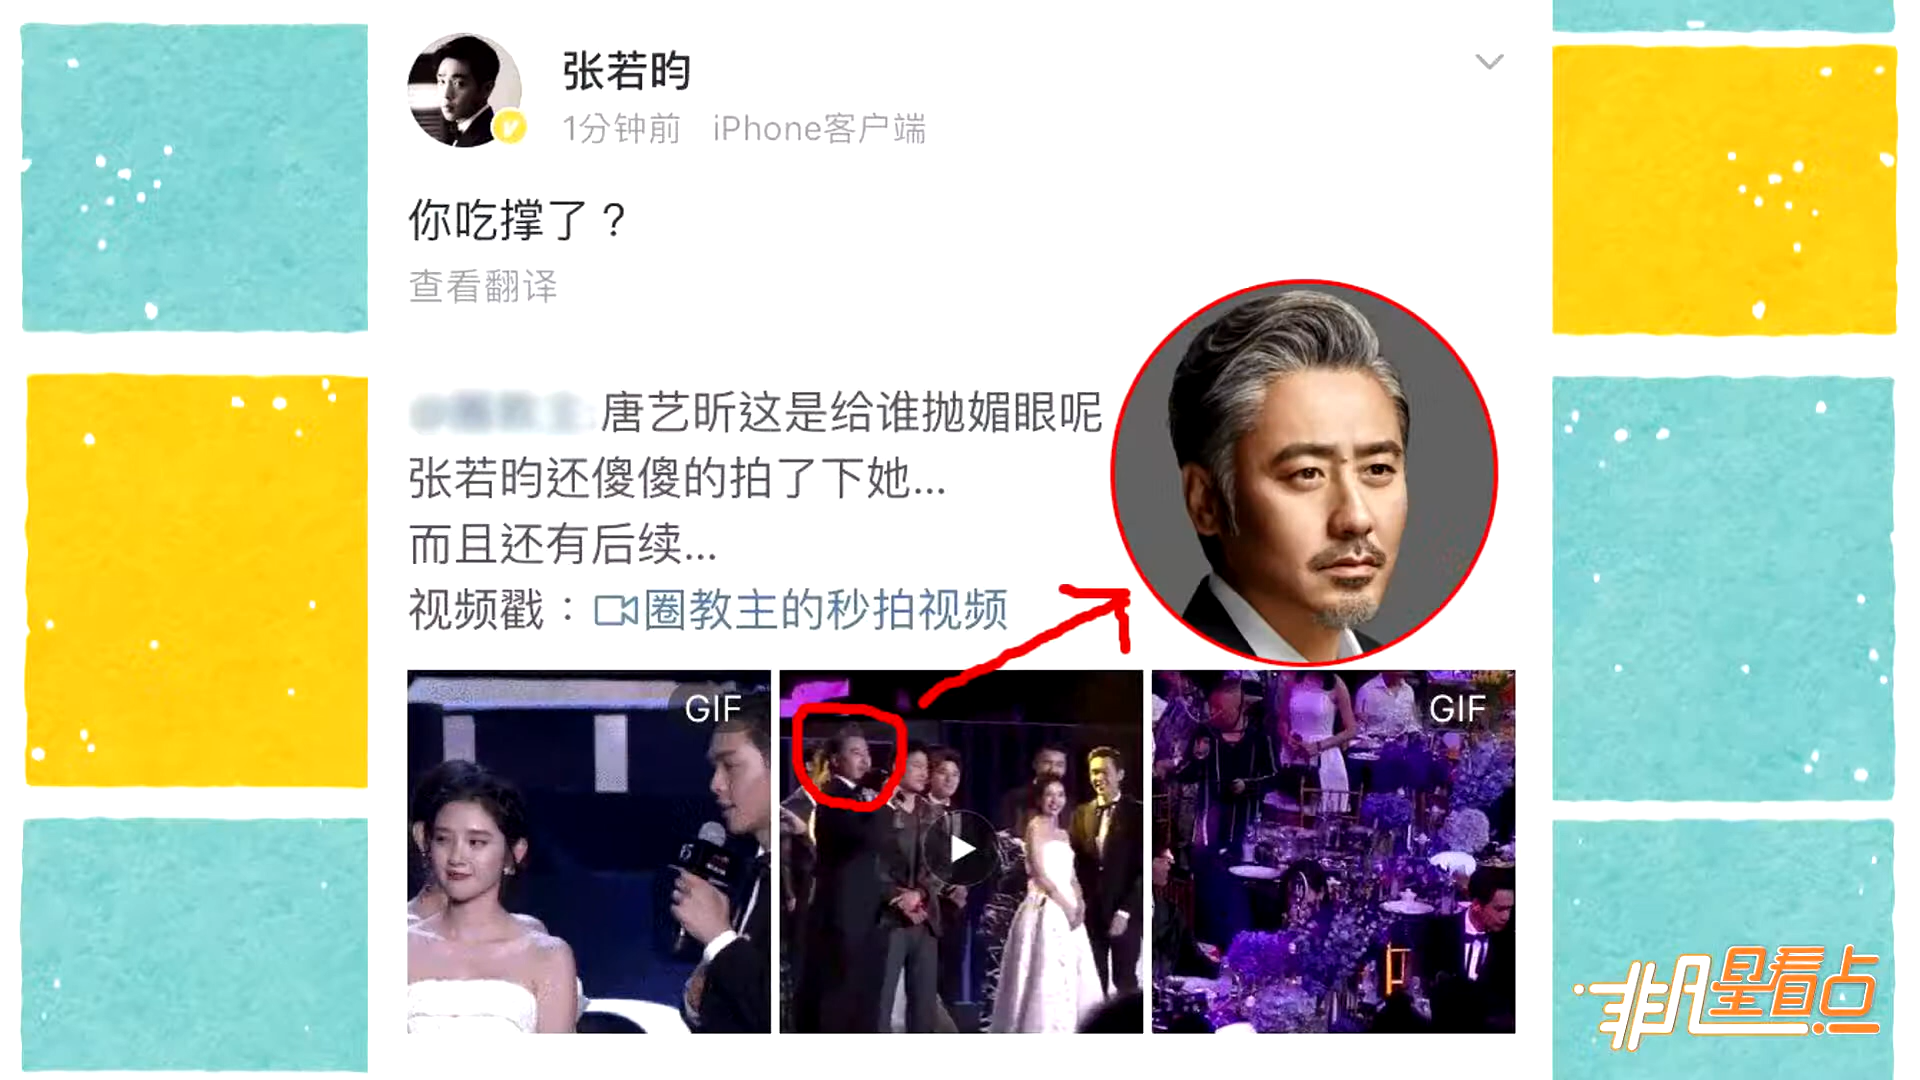 张若昀
1分钟前 iPhone客户端
你吃撑了？
查看翻译
唐艺昕这是给谁抛媚眼呢
张若昀还傻傻的拍了下她...
而且还有后续...
视频戳：圈教主的秒拍视频
GIF
GIF
非凡星看点